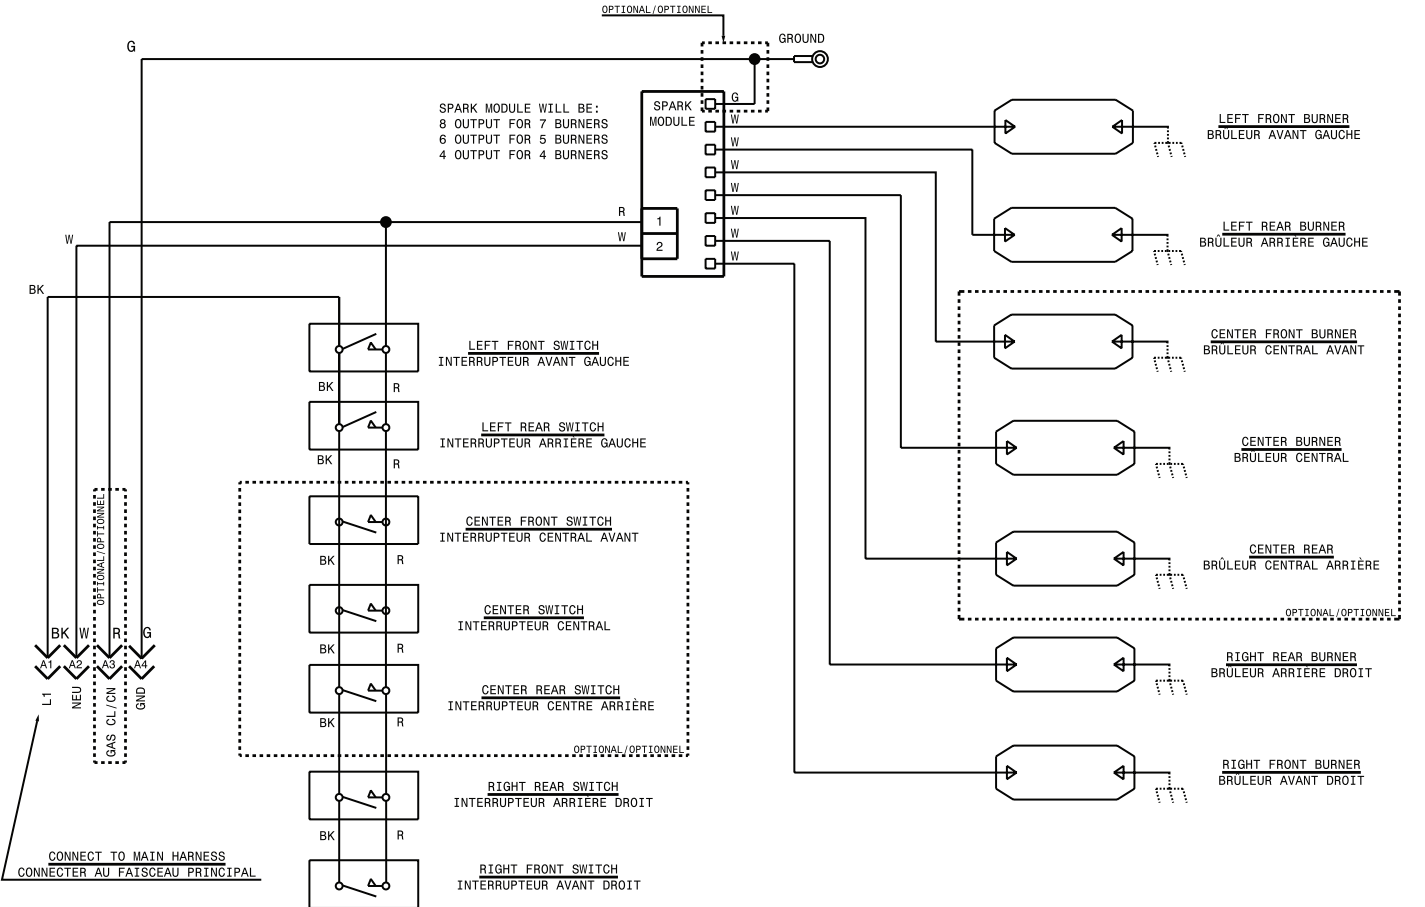 OPTIONAL/OPTIONNEL
GROUND
G
SPARK MODULE WILL BE:
8 OUTPUT FOR 7 BURNERS
6 OUTPUT FOR 5 BURNERS
4 OUTPUT FOR 4 BURNERS
SPARK
MODULE
G
W
W
W
W
W
W
W
R
1
W
2
W
BK
LEFT FRONT BURNER
BRÛLEUR AVANT GAUCHE
LEFT REAR BURNER
BRÛLEUR ARRIÈRE GAUCHE
CENTER FRONT BURNER
BRÛLEUR CENTRAL AVANT
CENTER BURNER
BRÛLEUR CENTRAL
CENTER REAR
BRÛLEUR CENTRAL ARRIÈRE
OPTIONAL/OPTIONNEL
RIGHT REAR BURNER
BRÛLEUR ARRIÈRE DROIT
RIGHT FRONT BURNER
BRÛLEUR AVANT DROIT
LEFT FRONT SWITCH
INTERRUPTEUR AVANT GAUCHE
BK R
LEFT REAR SWITCH
INTERRUPTEUR ARRIÈRE GAUCHE
BK R
CENTER FRONT SWITCH
INTERRUPTEUR CENTRAL AVANT
BK R
CENTER SWITCH
INTERRUPTEUR CENTRAL
BK R
CENTER REAR SWITCH
INTERRUPTEUR CENTRE ARRIÈRE
BK R
OPTIONAL/OPTIONNEL
RIGHT REAR SWITCH
INTERRUPTEUR ARRIÈRE DROIT
BK R
RIGHT FRONT SWITCH
INTERRUPTEUR AVANT DROIT
OPTIONAL/OPTIONNEL
BK W R G
A1 A2 A3 A4
L1
NEU
GAS CL/CN
GND
CONNECT TO MAIN HARNESS
CONNECTER AU FAISCEAU PRINCIPAL